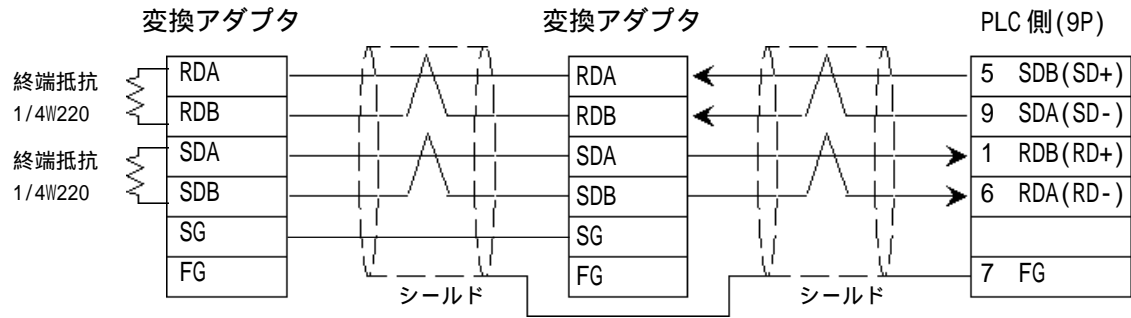 変換アダプタ 変換アダプタ PLC側(9P)
終端抵抗
1/4W220
終端抵抗
1/4W220
RDA
RDB
SDA
SDB
SG
FG
シールド
RDA
RDB
SDA
SDB
SG
FG
シールド
5 SDB(SD+)
9 SDA(SD-)
1 RDB(RD+)
6 RDA(RD-)
7 FG